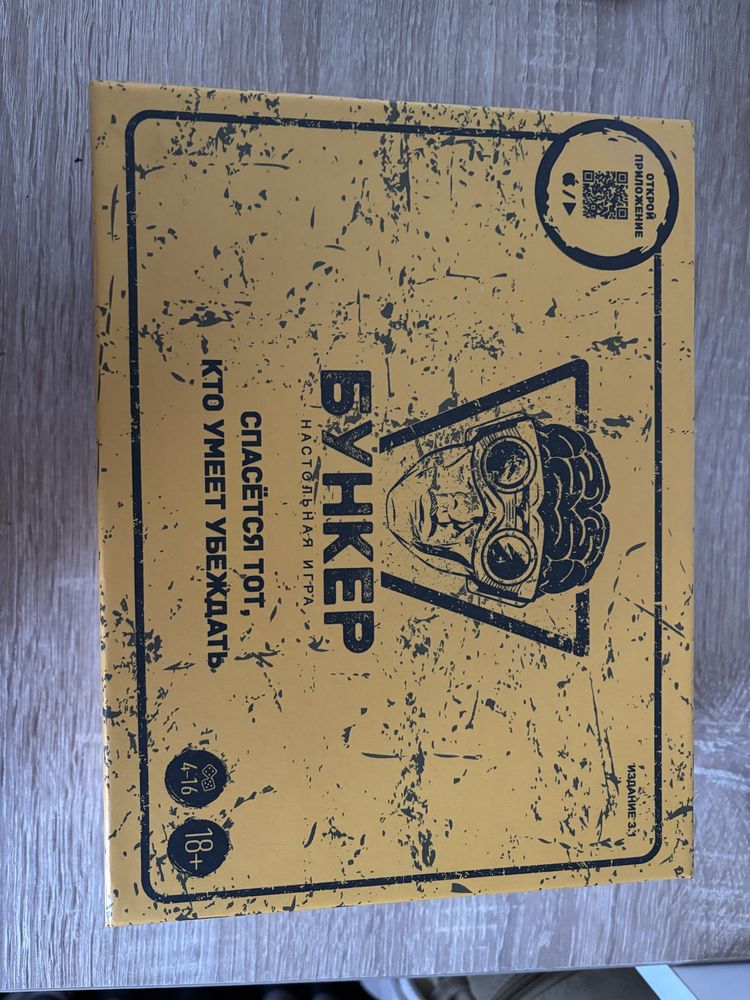 ОТКРОЙ
ПРИЛОЖЕНИЕ
ИЗДАНИЕ 3.1
БУНКЕР
НАСТОЛЬНАЯ ИГРА
СПАСЁТСЯ ТОТ,
КТО УМЕЕТ УБЕЖДАТЬ
4-16
18+